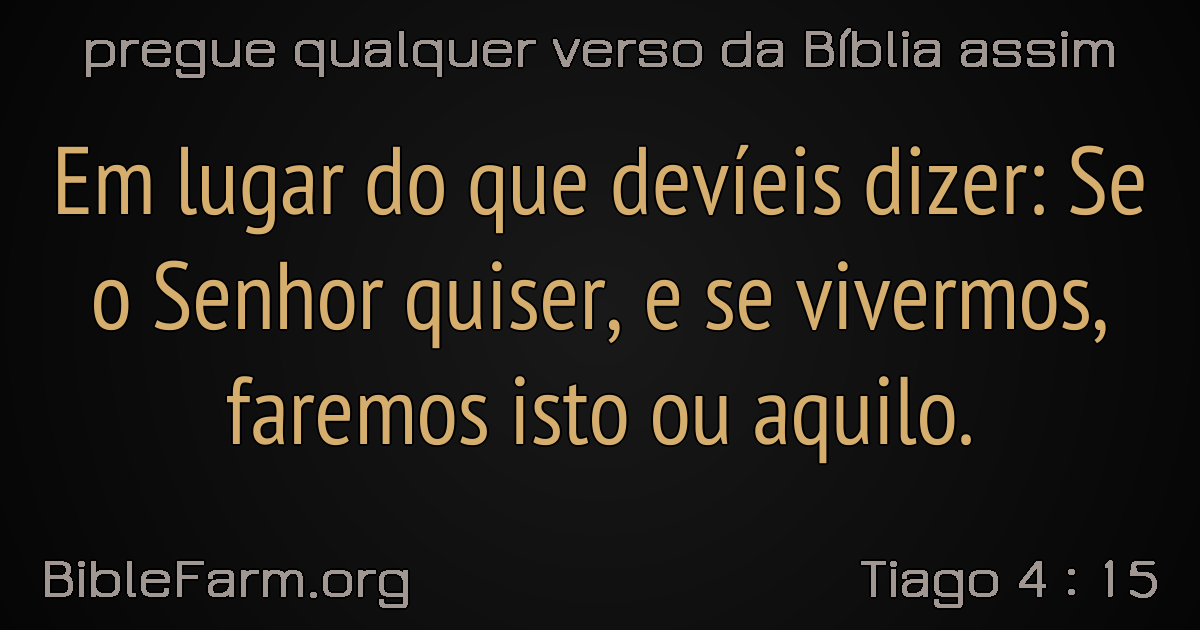 pregue qualquer verso da Bíblia assim
Em lugar do que devíeis dizer: Se
o Senhor quiser, e se vivermos,
faremos isto ou aquilo.
BibleFarm.org
Tiago 4 : 15